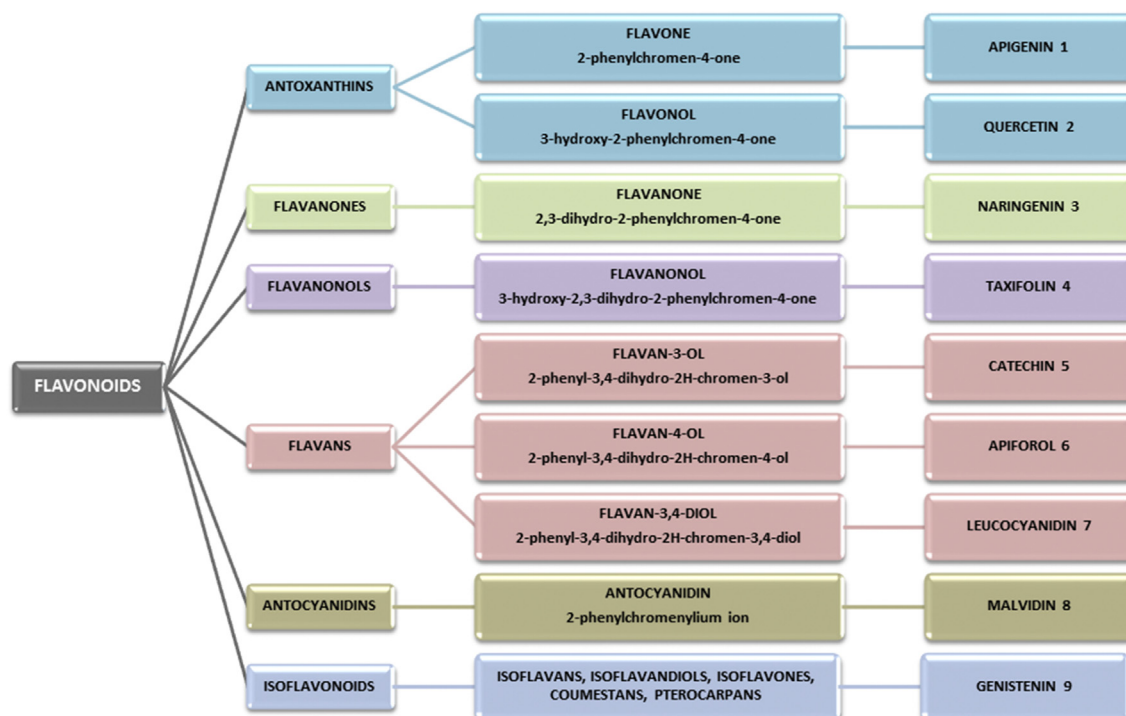 FLAVONOIDS
ANTOXANTHINS
FLAVONE
2-phenylchromen-4-one
APIGENIN 1
FLAVONOL
3-hydroxy-2-phenylchromen-4-one
QUERCETIN 2
FLAVANONES
FLAVANONE
2,3-dihydro-2-phenylchromen-4-one
NARINGENIN 3
FLAVANONOLS
FLAVANONOL
3-hydroxy-2,3-dihydro-2-phenylchromen-4-one
TAXIFOLIN 4
FLAVANS
FLAVAN-3-OL
2-phenyl-3,4-dihydro-2H-chromen-3-ol
CATECHIN 5
FLAVAN-4-OL
2-phenyl-3,4-dihydro-2H-chromen-4-ol
APIFOROL 6
FLAVAN-3,4-DIOL
2-phenyl-3,4-dihydro-2H-chromen-3,4-diol
LEUCOCYANIDIN 7
ANTOCYANIDINS
ANTOCYANIDIN
2-phenylchromenylium ion
MALVIDIN 8
ISOFLAVONOIDS
ISOFLAVANS, ISOFLAVANDIOLS, ISOFLAVONES,
COUMESTANS, PTEROCARPANS
GENISTENIN 9